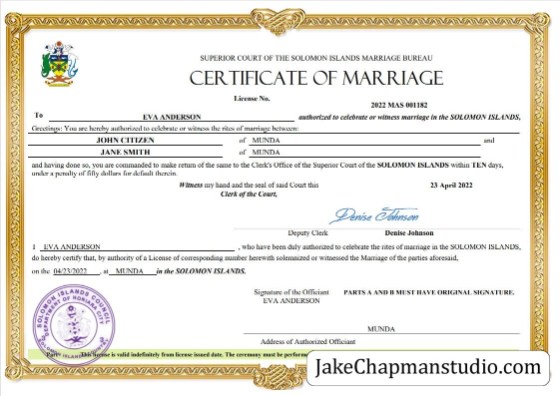 SUPERIOR COURT OF THE SOLOMON ISLANDS MARRIAGE BUREAU
CERTIFICATE OF MARRIAGE
License No.
2022 MAS 001182
To EVA ANDERSON authorized to celebrate or witness marriage in the SOLOMON ISLANDS,
Greetings: You are hereby authorized to celebrate or witness the rites of marriage between:
JOHN CITIZEN of MUNDA and
JANE SMITH of MUNDA
and having done so, you are commanded to make return of the same to the Clerk's Office of the Superior Court of the SOLOMON ISLANDS within TEN days,
under a penalty of fifty dollars for default therein.
Witness my hand and the seal of said Court this 23 April 2022
Clerk of the Court,
Denise Johnson
Deputy Clerk Denise Johnson
I EVA ANDERSON , who have been duly authorized to celebrate the rites of marriage in the SOLOMON ISLANDS,
do hereby certify that, by authority of a License of corresponding number herewith solemnized or witnessed the Marriage of the parties aforesaid,
on the 04/23/2022 , at MUNDA in the SOLOMON ISLANDS.
Signature of the Officiant PARTS A AND B MUST HAVE ORIGINAL SIGNATURE.
EVA ANDERSON
SOLOMON ISLANDS COUNCIL
DEPARTMENT OF HONIARA CITY
SOLOMON ISLANDS
MUNDA
Address of Authorized Officiant
This license is valid indefinitely from license issued date. The ceremony must be
JakeChapmanstudio.com